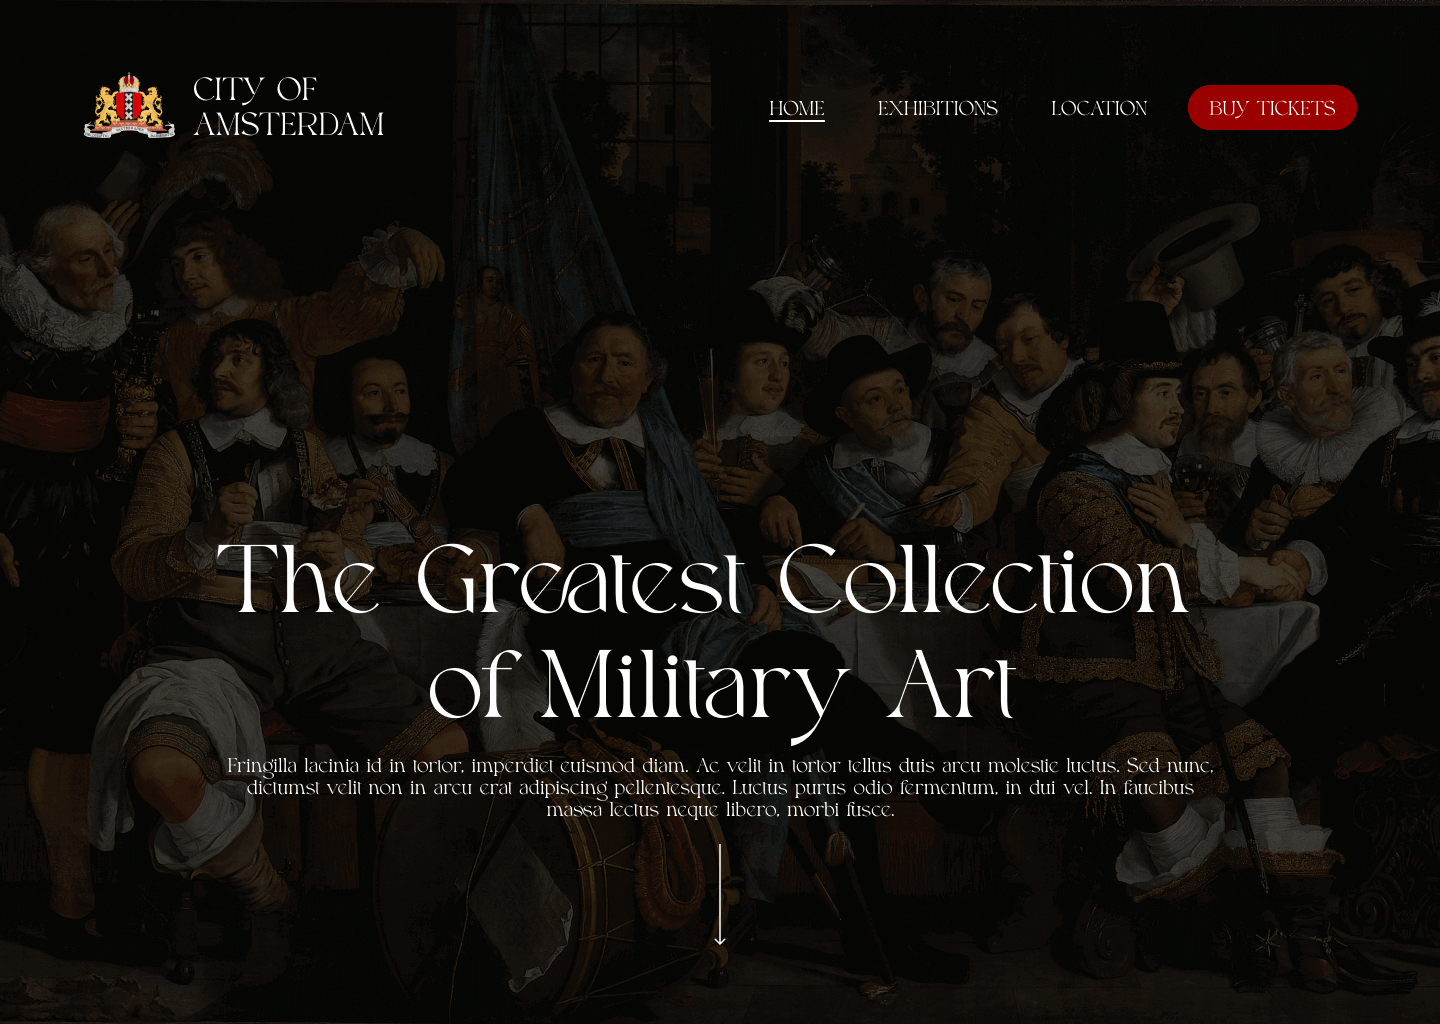 CITY OF
AMSTERDAM
HOME EXHIBITIONS LOCATION BUY TICKETS
The Greatest Collection
of Military Art
Fringilla lacinia id in tortor, imperdiet euismod diam. Ac velit in tortor tellus duis arcu molestie luctus. Sed nunc,
dictumst velit non in arcu erat adipiscing pellentesque. Luctus purus odio fermentum, in dui vel. In faucibus
massa lectus neque libero, morbi fusce.